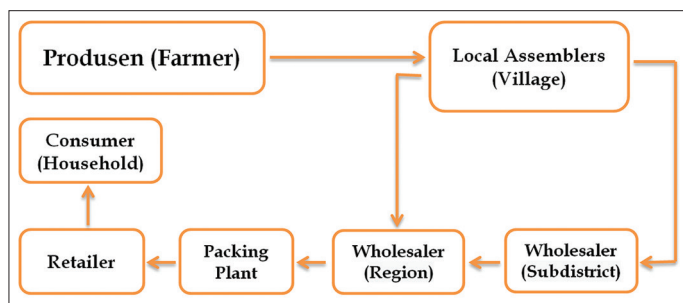 Produsen (Farmer)
Local Assemblers
(Village)
Consumer
(Household)
Retailer
Packing
Plant
Wholesaler
(Region)
Wholesaler
(Subdistrict)